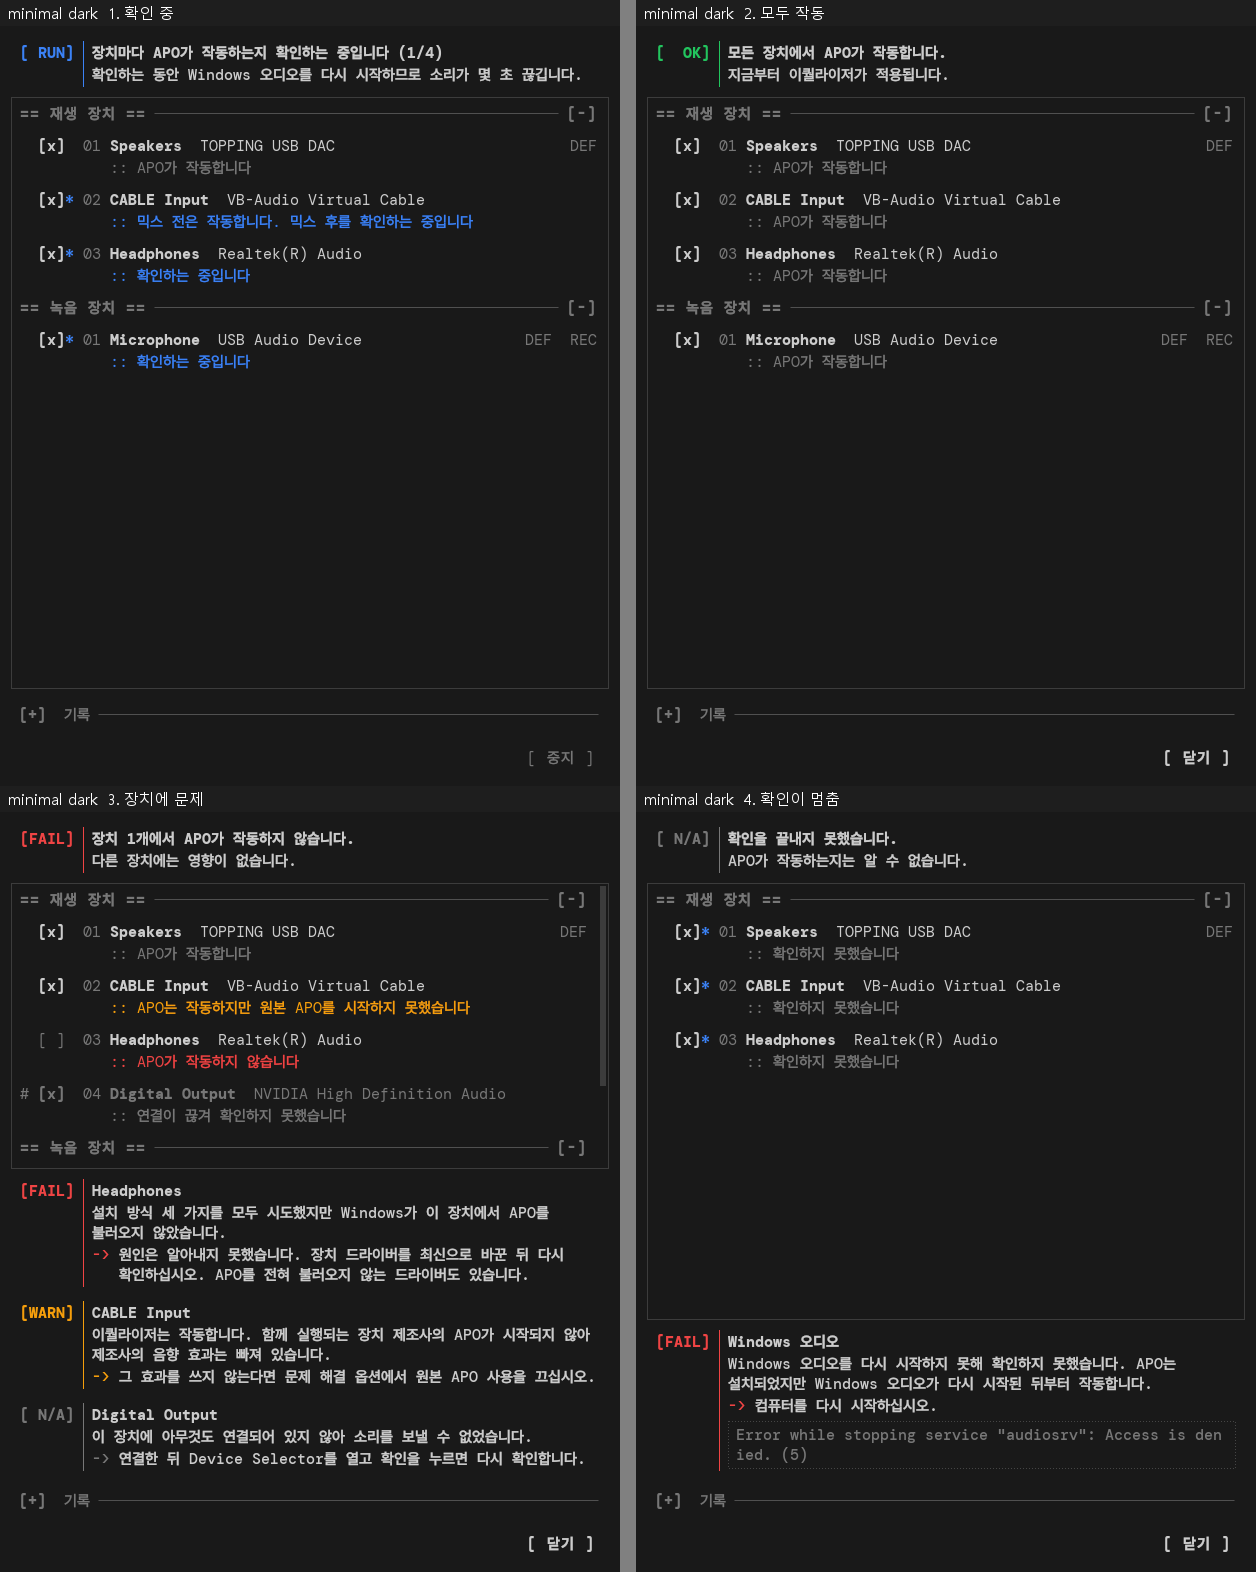 minimal dark 1. 확인 중
[ RUN] 장치마다 APO가 작동하는지 확인하는 중입니다 (1/4)
확인하는 동안 Windows 오디오를 다시 시작하므로 소리가 몇 초 끊깁니다.
== 재생 장치 == [-]
[x] 01 Speakers TOPPING USB DAC DEF
:: APO가 작동합니다
[x]* 02 CABLE Input VB-Audio Virtual Cable
:: 믹스 전은 작동합니다. 믹스 후를 확인하는 중입니다
[x]* 03 Headphones Realtek(R) Audio
:: 확인하는 중입니다
== 녹음 장치 == [-]
[x]* 01 Microphone USB Audio Device DEF REC
:: 확인하는 중입니다
[+] 기록
[ 중지 ]
minimal dark 2. 모두 작동
[ OK] 모든 장치에서 APO가 작동합니다.
지금부터 이퀄라이저가 적용됩니다.
== 재생 장치 == [-]
[x] 01 Speakers TOPPING USB DAC DEF
:: APO가 작동합니다
[x] 02 CABLE Input VB-Audio Virtual Cable
:: APO가 작동합니다
[x] 03 Headphones Realtek(R) Audio
:: APO가 작동합니다
== 녹음 장치 == [-]
[x] 01 Microphone USB Audio Device DEF REC
:: APO가 작동합니다
[+] 기록
[ 닫기 ]
minimal dark 3. 장치에 문제
[FAIL] 장치 1개에서 APO가 작동하지 않습니다.
다른 장치에는 영향이 없습니다.
== 재생 장치 == [-]
[x] 01 Speakers TOPPING USB DAC DEF
:: APO가 작동합니다
[x] 02 CABLE Input VB-Audio Virtual Cable
:: APO는 작동하지만 원본 APO를 시작하지 못했습니다
[ ] 03 Headphones Realtek(R) Audio
:: APO가 작동하지 않습니다
# [x] 04 Digital Output NVIDIA High Definition Audio
:: 연결이 끊겨 확인하지 못했습니다
== 녹음 장치 == [-]
[FAIL] Headphones
설치 방식 세 가지를 모두 시도했지만 Windows가 이 장치에서 APO를
불러오지 않았습니다.
-> 원인은 알아내지 못했습니다. 장치 드라이버를 최신으로 바꾼 뒤 다시
확인하십시오. APO를 전혀 불러오지 않는 드라이버도 있습니다.
[WARN] CABLE Input
이퀄라이저는 작동합니다. 함께 실행되는 장치 제조사의 APO가 시작되지 않아
제조사의 음향 효과는 빠져 있습니다.
-> 그 효과를 쓰지 않는다면 문제 해결 옵션에서 원본 APO 사용을 끄십시오.
[ N/A] Digital Output
이 장치에 아무것도 연결되어 있지 않아 소리를 보낼 수 없었습니다.
-> 연결한 뒤 Device Selector를 열고 확인을 누르면 다시 확인합니다.
[+] 기록
[ 닫기 ]
minimal dark 4. 확인이 멈춤
[ N/A] 확인을 끝내지 못했습니다.
APO가 작동하는지는 알 수 없습니다.
== 재생 장치 == [-]
[x]* 01 Speakers TOPPING USB DAC DEF
:: 확인하지 못했습니다
[x]* 02 CABLE Input VB-Audio Virtual Cable
:: 확인하지 못했습니다
[x]* 03 Headphones Realtek(R) Audio
:: 확인하지 못했습니다
[FAIL] Windows 오디오
Windows 오디오를 다시 시작하지 못해 확인하지 못했습니다. APO는
설치되었지만 Windows 오디오가 다시 시작된 뒤부터 작동합니다.
-> 컴퓨터를 다시 시작하십시오.
Error while stopping service "audiosrv": Access is den
ied. (5)
[+] 기록
[ 닫기 ]